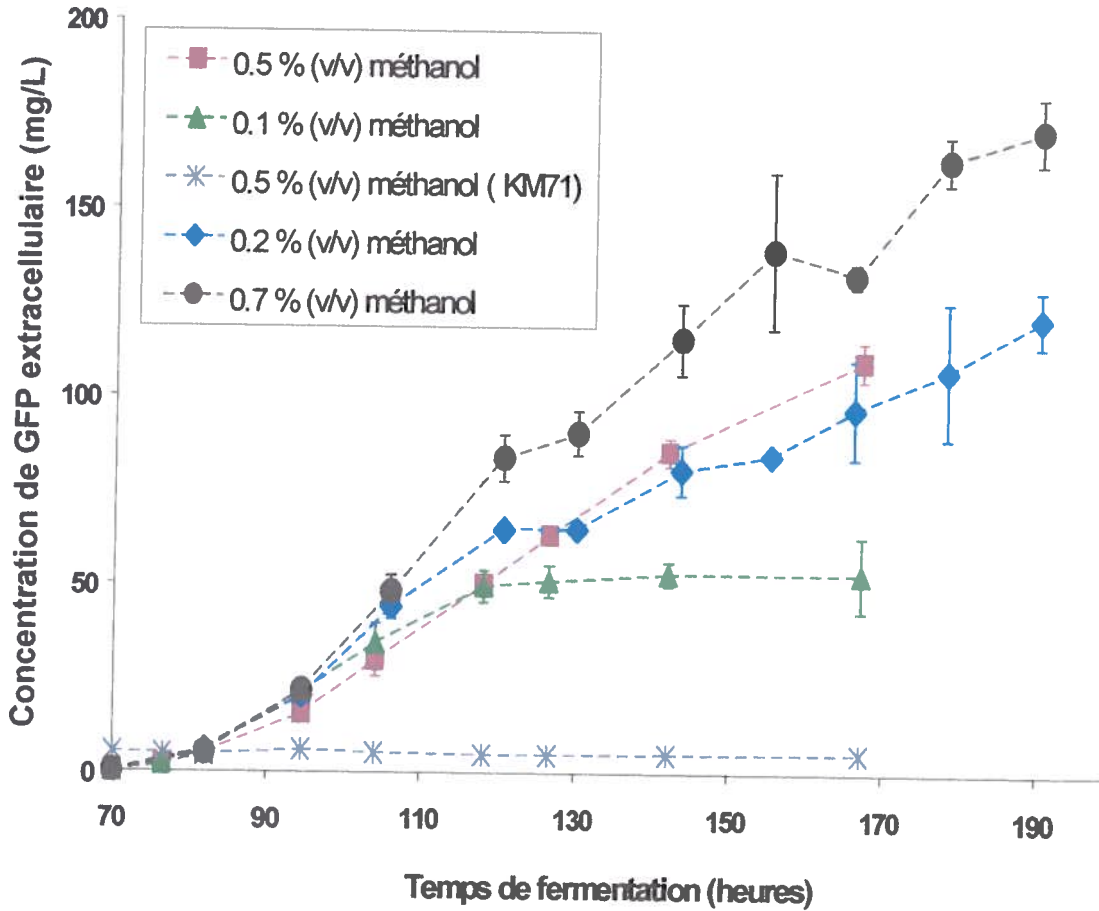 200
150
100
50
0
Concentration de GFP extracellulaire (mg/L)
0.5 % (v/v) méthanol
0.1 % (v/v) méthanol
0.5 % (v/v) méthanol ( KM71)
0.2 % (v/v) méthanol
0.7 % (v/v) méthanol
70 90 110 130 150 170 190
Temps de fermentation (heures)